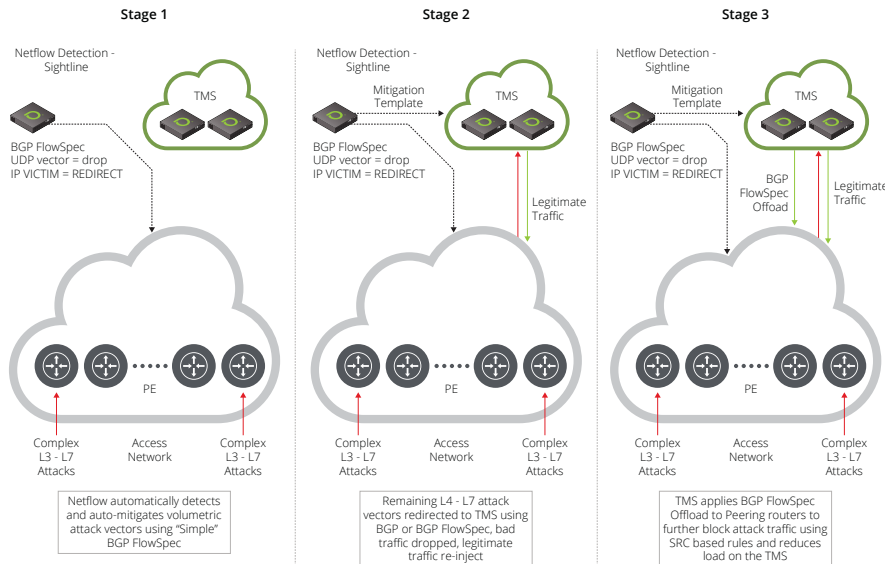 Stage 1
Netflow Detection -
Sightline
TMS
BGP FlowSpec
UDP vector = drop
IP VICTIM = REDIRECT
PE
Complex
L3 - L7
Attacks
Access
Network
Complex
L3 - L7
Attacks
Netflow automatically detects
and auto-mitigates volumetric
attack vectors using “Simple”
BGP FlowSpec
Stage 2
Netflow Detection -
Sightline
Mitigation
Template
TMS
BGP FlowSpec
UDP vector = drop
IP VICTIM = REDIRECT
Legitimate
Traffic
PE
Complex
L3 - L7
Attacks
Access
Network
Complex
L3 - L7
Attacks
Remaining L4 - L7 attack
vectors redirected to TMS using
BGP or BGP FlowSpec, bad
traffic dropped, legitimate
traffic re-inject
Stage 3
Netflow Detection -
Sightline
Mitigation
Template
TMS
BGP FlowSpec
UDP vector = drop
IP VICTIM = REDIRECT
BGP
FlowSpec
Offoad
Legitimate
Traffic
PE
Complex
L3 - L7
Attacks
Access
Network
Complex
L3 - L7
Attacks
TMS applies BGP FlowSpec
Offload to Peering routers to
further block attack traffic using
SRC based rules and reduces
load on the TMS